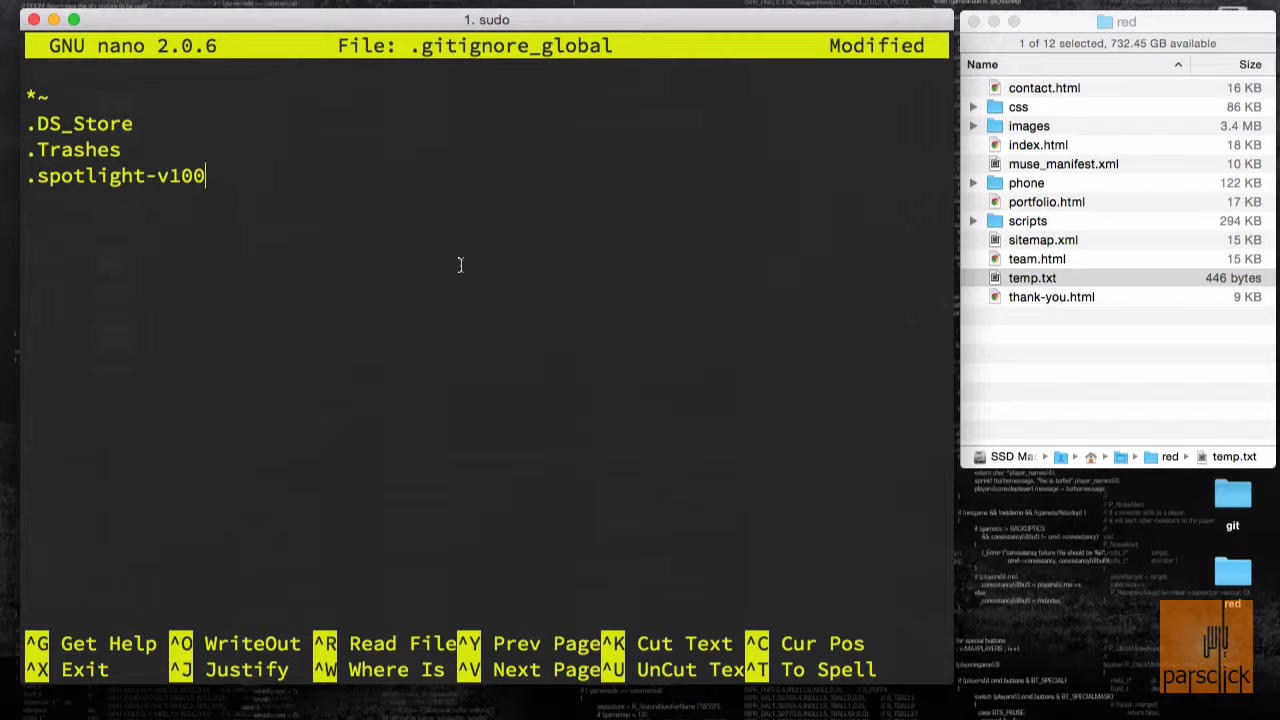 1. sudo
GNU nano 2.0.6 File: .gitignore_global Modified
*~
.DS_Store
.Trashes
.spotlight-v100
^G Get Help ^O WriteOut ^R Read File ^Y Prev Page ^K Cut Text ^C Cur Pos
^X Exit ^J Justify ^W Where Is ^V Next Page ^U UnCut Tex ^T To Spell
red
1 of 12 selected, 732.45 GB available
Name Size
contact.html 16 KB
css 86 KB
images 3.4 MB
index.html 18 KB
muse_manifest.xml 10 KB
phone 122 KB
portfolio.html 17 KB
scripts 294 KB
sitemap.xml 15 KB
team.html 15 KB
temp.txt 446 bytes
thank-you.html 9 KB
SSD Ma red temp.txt
git
red
parsclick